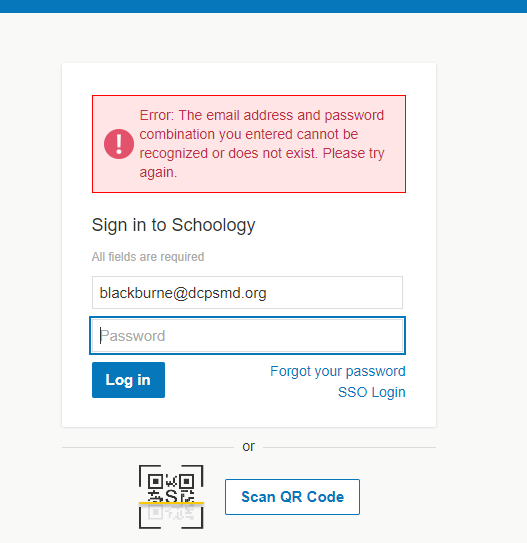 Error: The email address and password
combination you entered cannot be
recognized or does not exist. Please try
again.
Sign in to Schoology
All fields are required
blackburne@dcpsmd.org
Password
Log in
Forgot your password
SSO Login
or
S
Scan QR Code